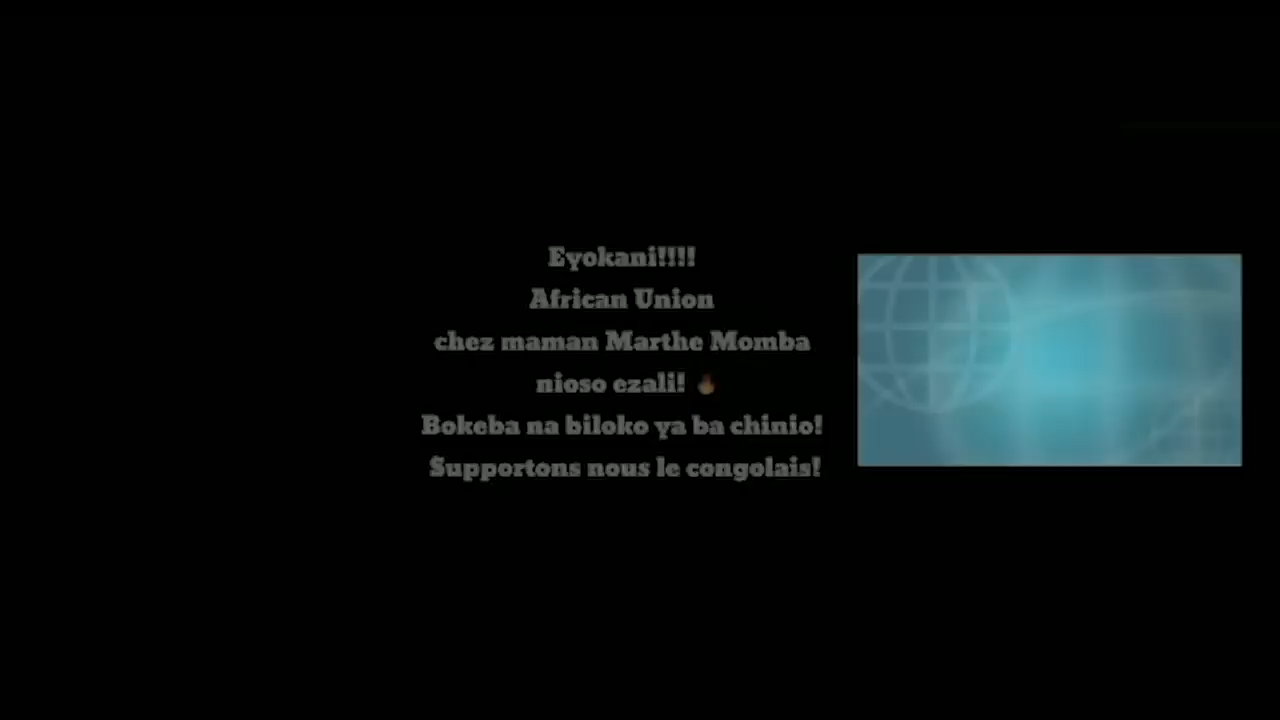 Eyokani!!!!
African Union
chez maman Marthe Momba
nioso ezali! 🔥
Bokeba na biloko ya ba chinio!
Supportons nous le congolais!